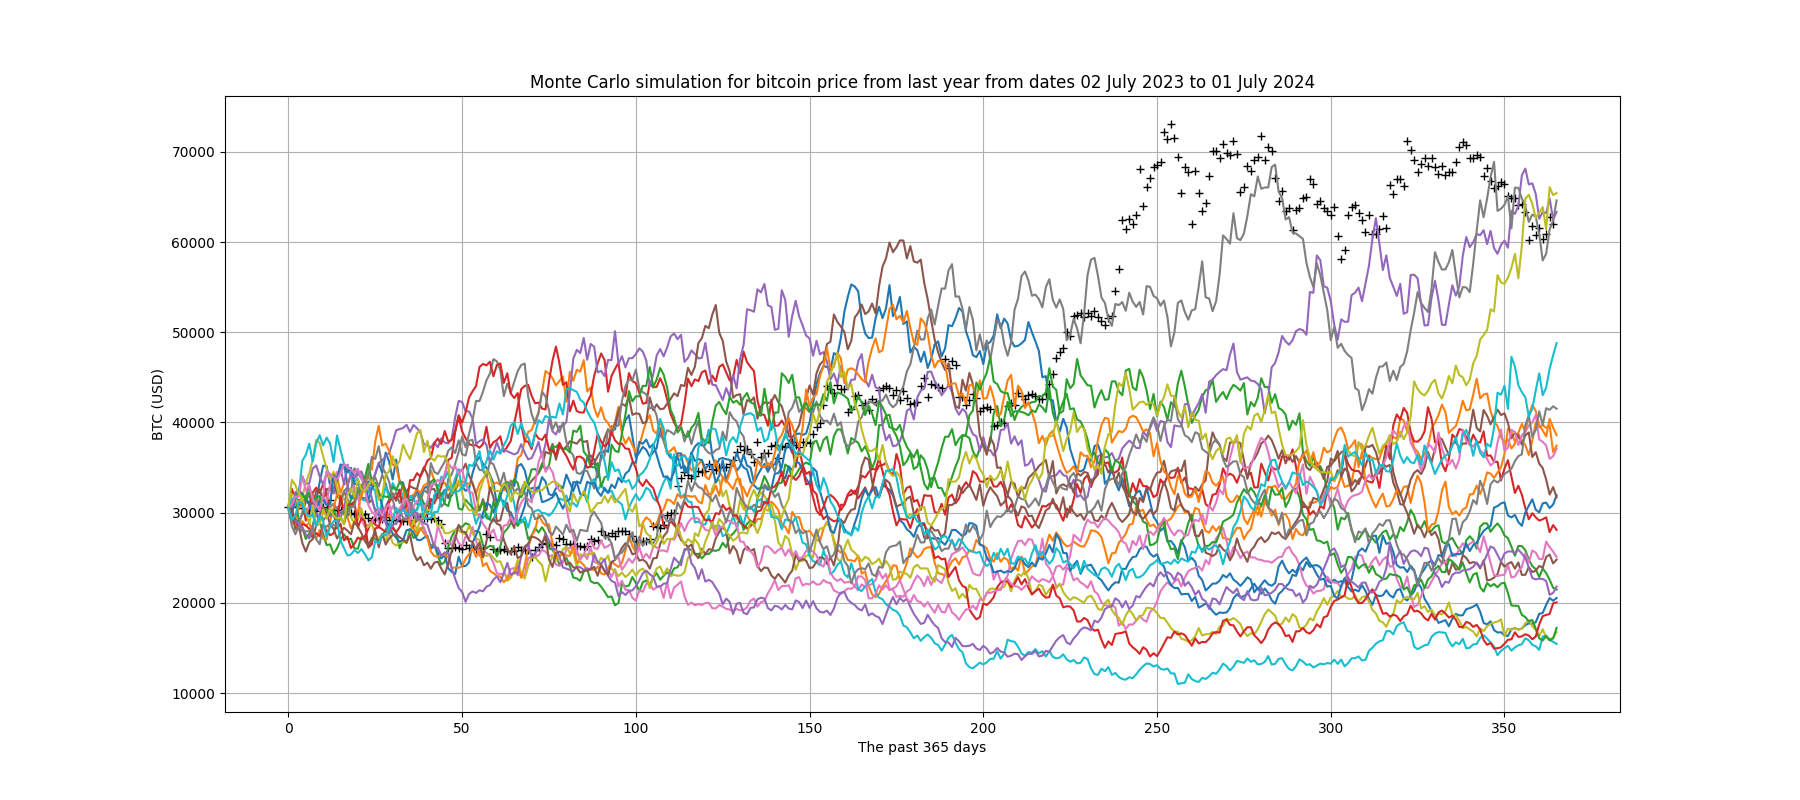 Monte Carlo simulation for bitcoin price from last year from dates 02 July 2023 to 01 July 2024
70000
60000
50000
40000
30000
20000
10000
BTC (USD)
0 50 100 150 200 250 300 350
The past 365 days